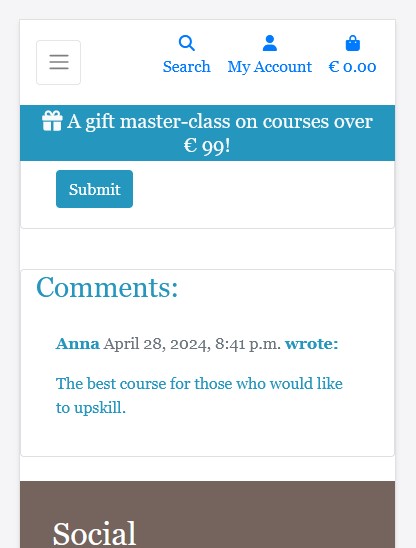 Search My Account € 0.00
A gift master-class on courses over
€ 99!
Submit
Comments:
Anna April 28, 2024, 8:41 p.m. wrote:
The best course for those who would like
to upskill.
Social